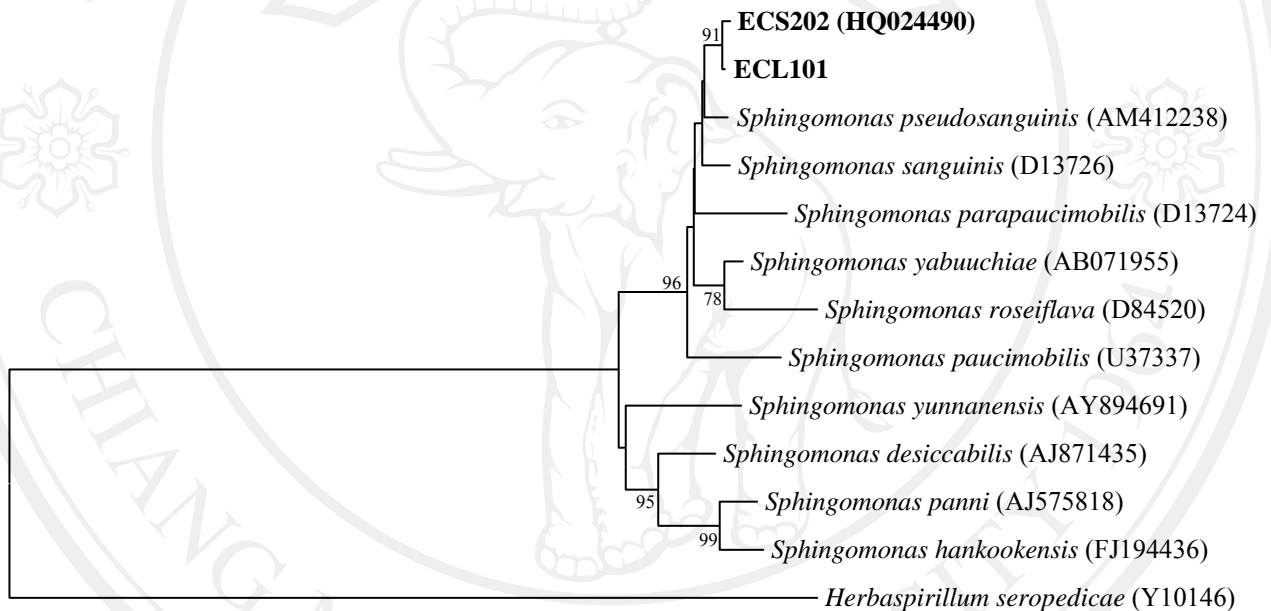 91
ECS202 (HQ024490)
ECL101
Sphingomonas pseudosanguinis (AM412238)
Sphingomonas sanguinis (D13726)
Sphingomonas parapaucimobilis (D13724)
Sphingomonas yabuuchiae (AB071955)
96
78
Sphingomonas roseiflava (D84520)
Sphingomonas paucimobilis (U37337)
Sphingomonas yunnanensis (AY894691)
Sphingomonas desiccabilis (AJ871435)
95
Sphingomonas panni (AJ575818)
99
Sphingomonas hankookensis (FJ194436)
Herbaspirillum seropedicae (Y10146)
CHIANG
1964